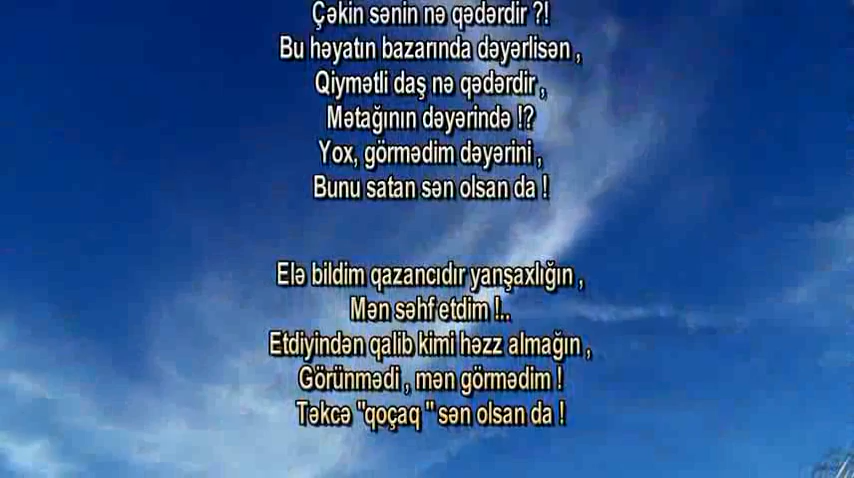 Çəkin sənin nə qədərdir ?!
Bu həyatın bazarında dəyərlisən ,
Qiymətli daş nə qədərdir ,
Mətağının dəyərində !?
Yox, görmədim dəyərini ,
Bunu satan sən olsan da !
Elə bildim qazancıdır yanşaxlığın ,
Mən səhf etdim !..
Etdiyindən qalib kimi həzz almağın ,
Görünmədi , mən görmədim !
Təkcə "qoçaq " sən olsan da !